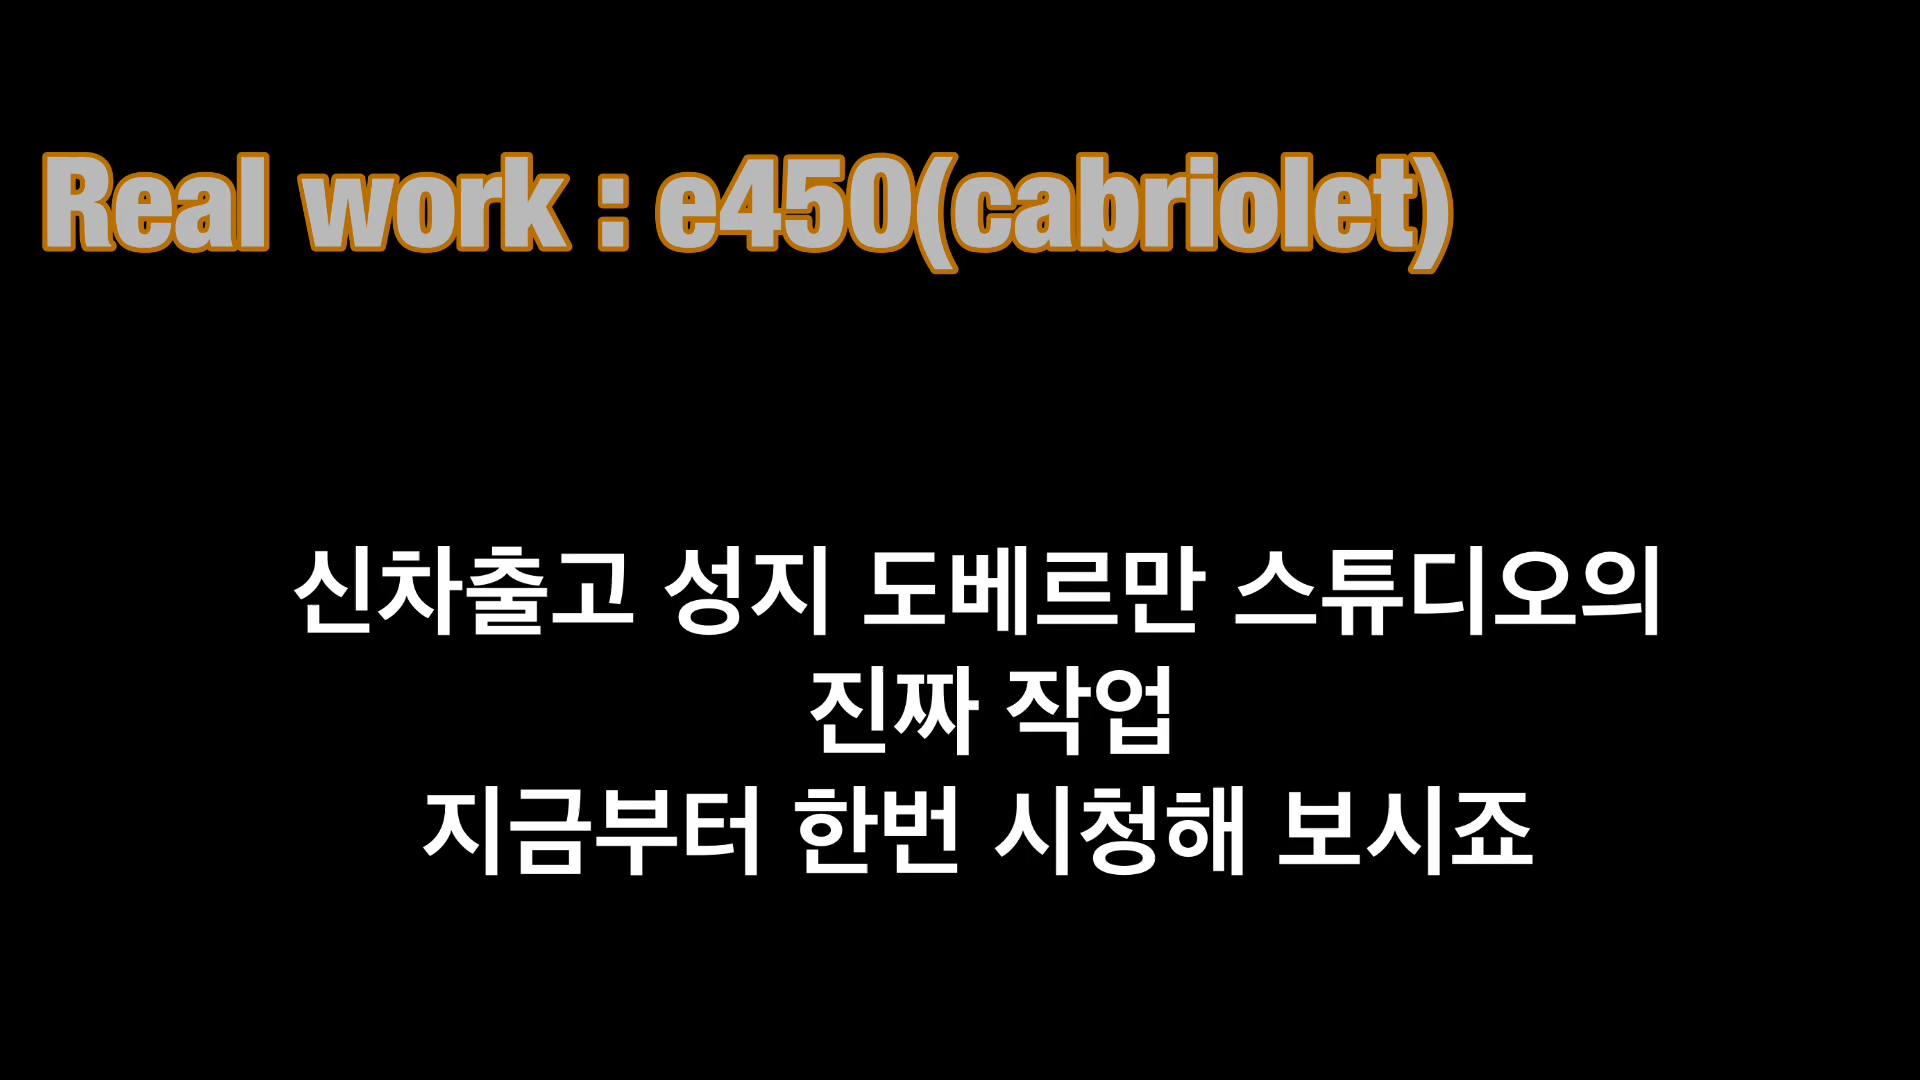 Real work : e450(cabriolet)
신차출고 성지 도베르만 스튜디오의
진짜 작업
지금부터 한번 시청해 보시죠